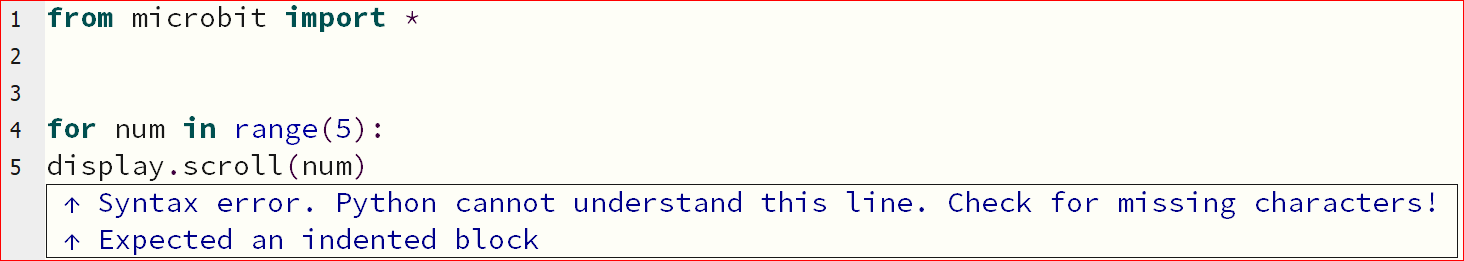 1 from microbit import *
2
3
4 for num in range(5):
5 display.scroll(num)
↑ Syntax error. Python cannot understand this line. Check for missing characters!
↑ Expected an indented block